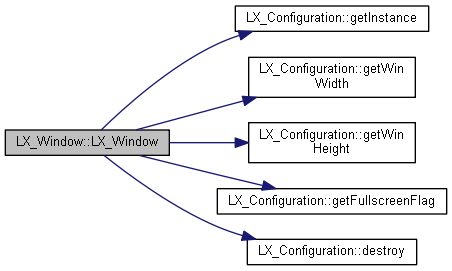 LX_Configuration::getInstance
LX_Configuration::getWin
Width
LX_Window::LX_Window
LX_Configuration::getWin
Height
LX_Configuration::getFullscreenFlag
LX_Configuration::destroy